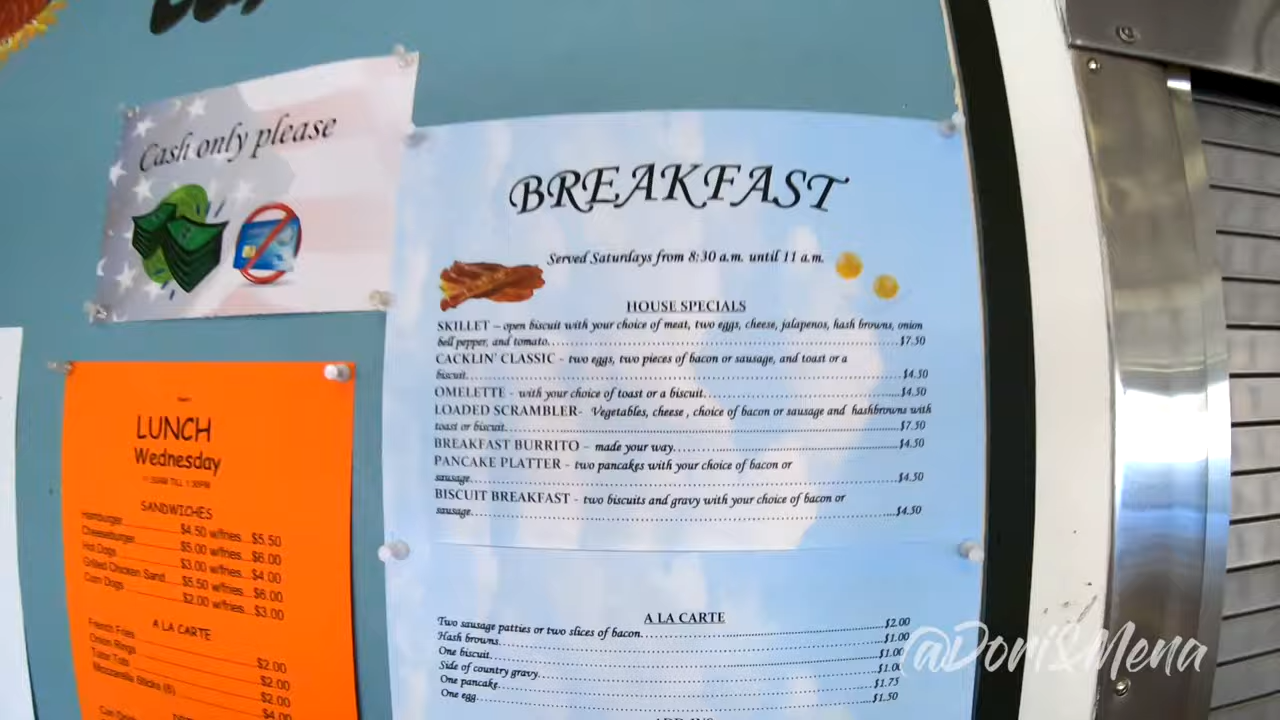 Cash only please
BREAKFAST
Served Saturdays from 8:30 a.m. until 11 a.m.
HOUSE SPECIALS
SKILLET – open biscuit with your choice of meat, two eggs, cheese, jalapenos, hash browns, onion
bell pepper, and tomato.....$7.50
CACKLIN' CLASSIC - two eggs, two pieces of bacon or sausage, and toast or a
biscuit.....$4.50
OMELETTE - with your choice of toast or a biscuit.....$4.50
LOADED SCRAMBLER- Vegetables, cheese , choice of bacon or sausage and hashbrowns with
toast or biscuit.....$7.50
BREAKFAST BURRITO – made your way.....$4.50
PANCAKE PLATTER - two pancakes with your choice of bacon or
sausage.....$4.50
BISCUIT BREAKFAST - two biscuits and gravy with your choice of bacon or
sausage.....$4.50
A LA CARTE
Two sausage patties or two slices of bacon.....$2.00
Hash browns.....$1.00
One biscuit.....$1.00
Side of country gravy.....$1.00
One pancake.....$1.75
One egg.....$1.50
LUNCH
Wednesday
TILL 1:30PM
SANDWICHES
Hamburger.....$4.50 w/fries...$5.50
Cheeseburger.....$5.00 w/fries...$6.00
Hot Dogs.....$3.00 w/fries...$4.00
Grilled Chicken Sand.....$5.50 w/fries...$6.00
Corn Dogs.....$2.00 w/fries...$3.00
A LA CARTE
French Fries.....$2.00
Onion Rings.....$2.00
Tater Tots.....$2.00
Mozzarella Sticks (6).....$4.00
@Dori&Mena